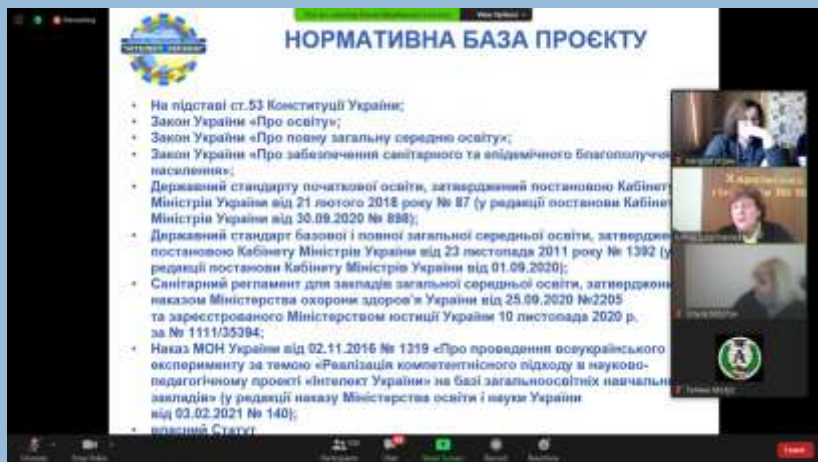 View Options
НОРМАТИВНА БАЗА ПРОЄКТУ
• На підставі ст.53 Конституції України;
• Закон України «Про освіту»;
• Закон України «Про повну загальну середню освіту»;
• Закон України «Про забезпечення санітарного та епідемічного благополуччя
населення»;
• Державний стандарту початкової освіти, затверджений постановою Кабінету
Міністрів України від 21 лютого 2018 року № 87 (у редакції постанови Кабінет
Міністрів України від 30.09.2020 № 898);
• Державний стандарт базової і повної загальної середньої освіти, затверджен
постановою Кабінету Міністрів України від 23 листопада 2011 року № 1392 (у
редакції постанови Кабінету Міністрів України від 01.09.2020);
• Санітарний регламент для закладів загальної середньої освіти, затверджени
наказом Міністерства охорони здоров'я України від 25.09.2020 №2205
та зареєстрованого Міністерством юстиції України 10 листопада 2020 р.
за № 1111/35394;
• Наказ МОН України від 02.11.2016 № 1319 «Про проведення всеукраїнського
експерименту за темою «Реалізація компетентнісного підходу в науково-
педагогічному проекті «Інтелект України» на базі загальноосвітніх навчальн
закладів» (у редакції наказу Міністерства освіти і науки України
від 03.02.2021 № 140);
• власний Статут
Leave